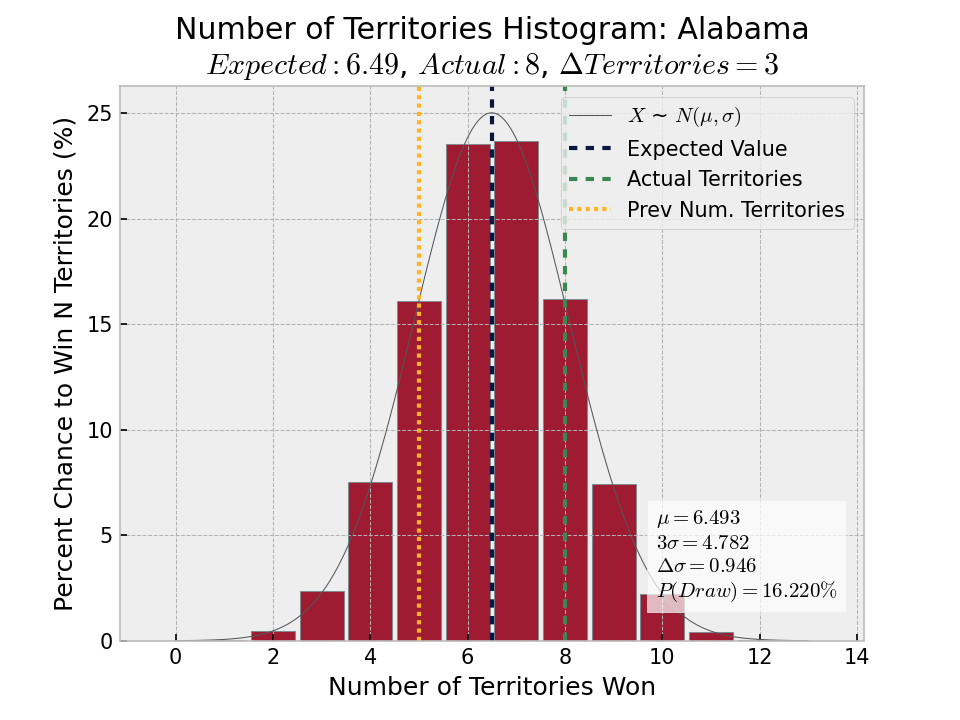 Number of Territories Histogram: Alabama
Expected : 6.49, Actual : 8, ΔTerritories = 3
Percent Chance to Win N Territories (%)
25
20
15
10
5
0
X ~ N(μ, σ)
Expected Value
Actual Territories
Prev Num. Territories
μ = 6.493
3σ = 4.782
Δσ = 0.946
P(Draw) = 16.220%
0 2 4 6 8 10 12 14
Number of Territories Won